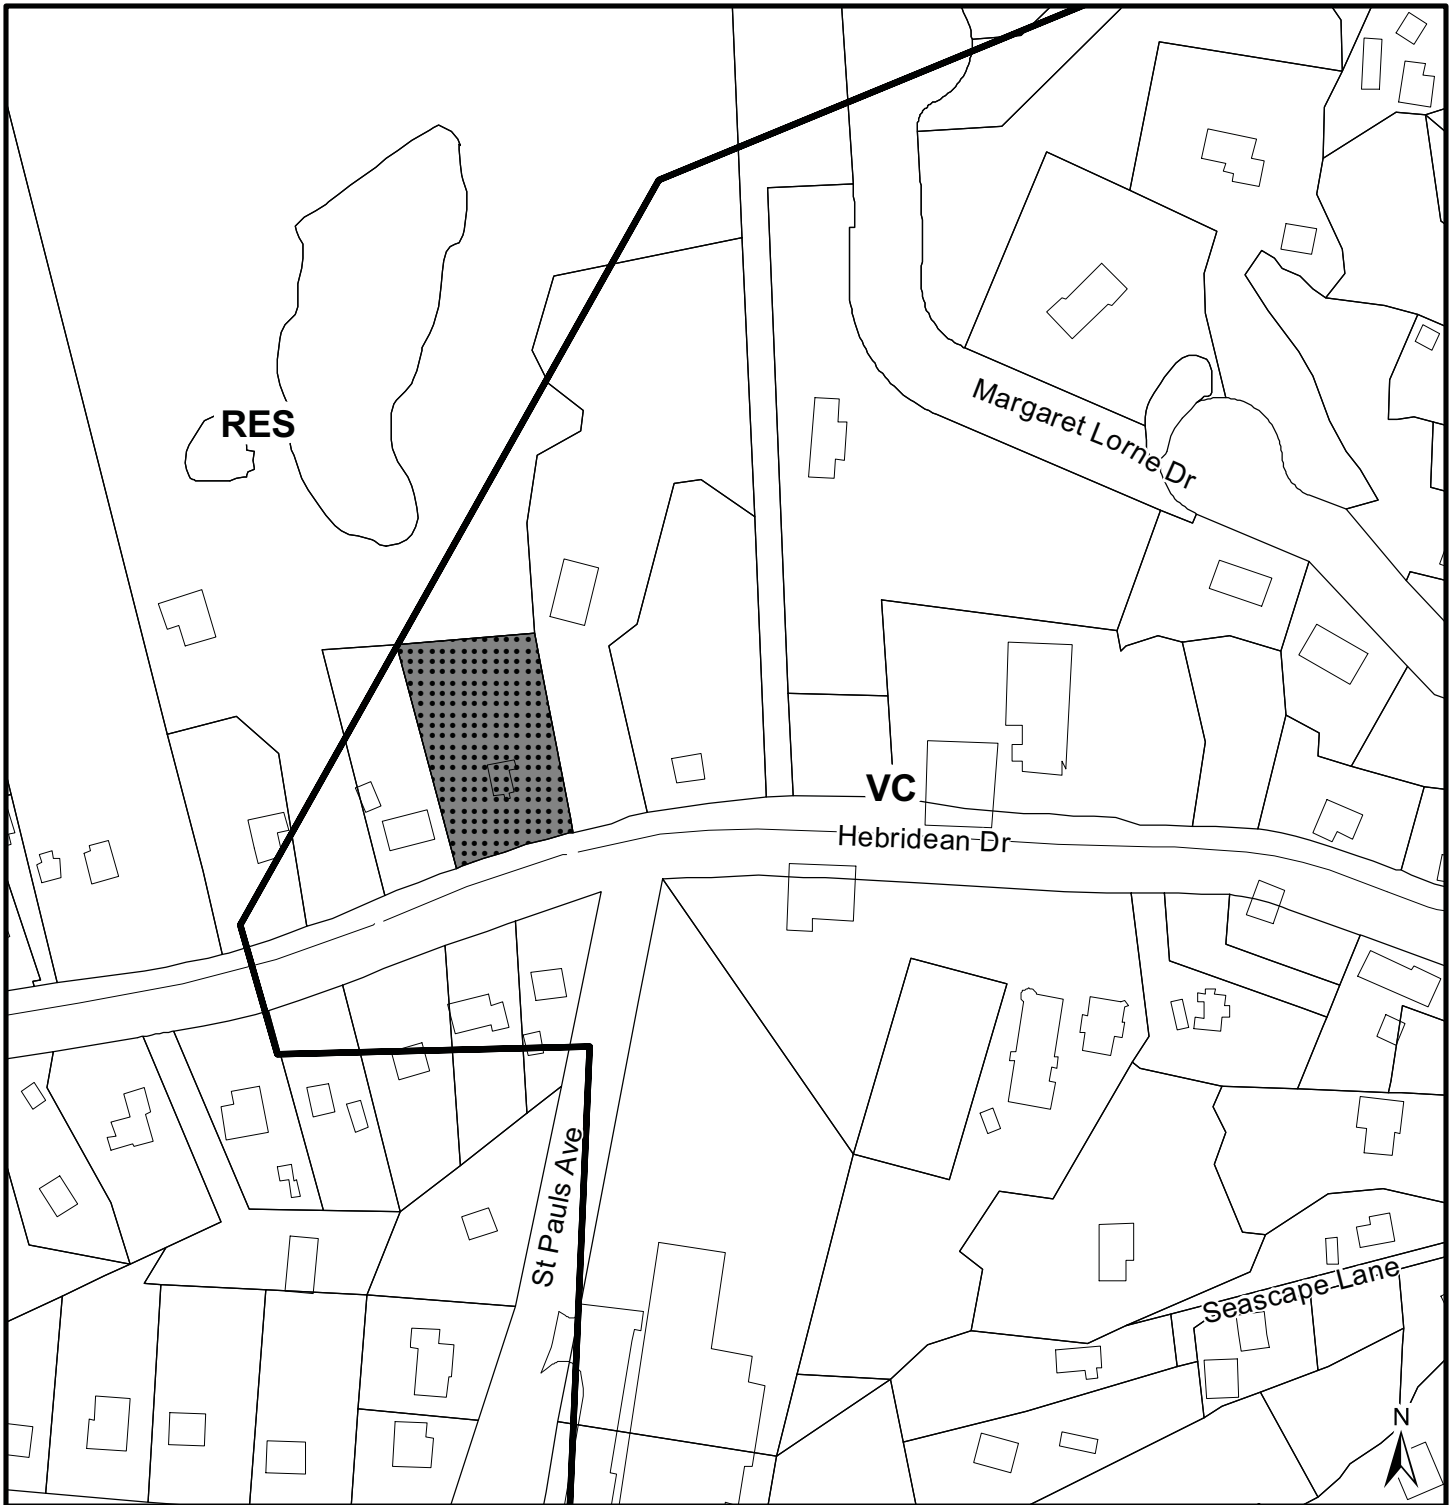 RES
Margaret Lorne Dr
VC
Hebridean Dr
St Pauls Ave
Seascape Lane
N